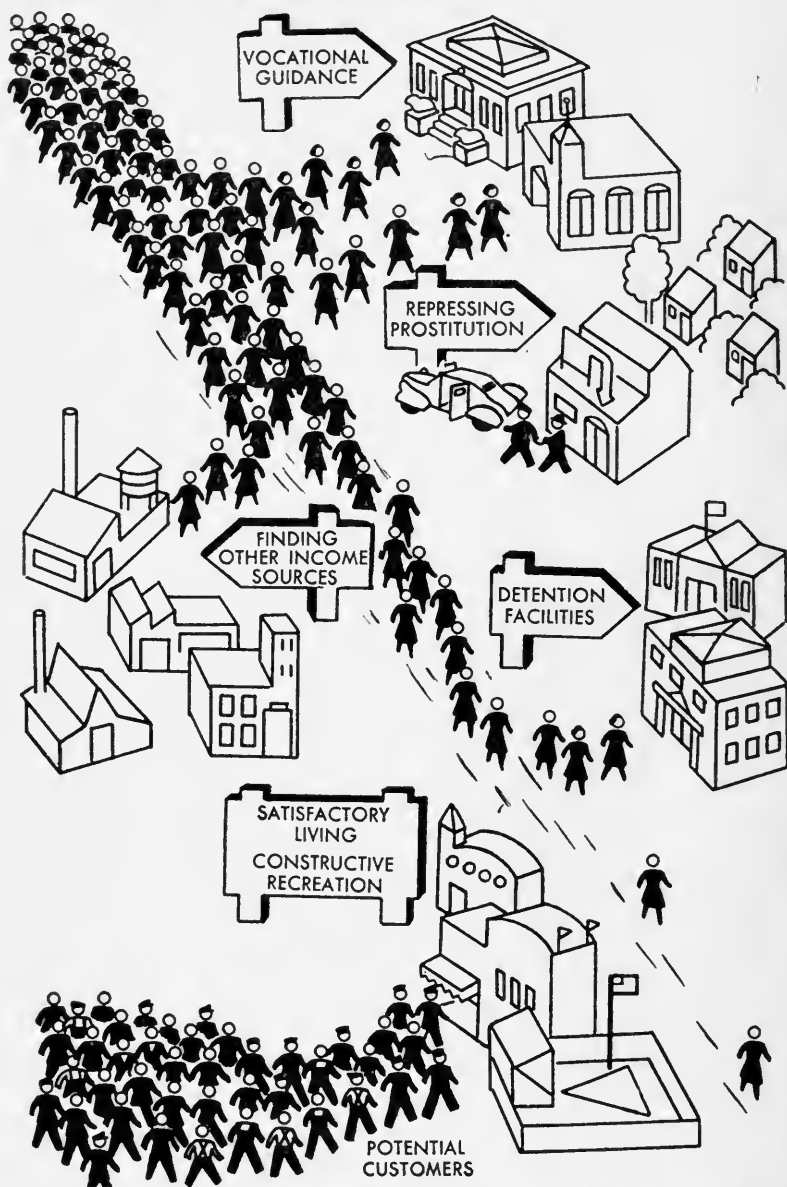 VOCATIONAL
GUIDANCE
REPRESSING
PROSTITUTION
FINDING
OTHER INCOME
SOURCES
DETENTION
FACILITIES
SATISFACTORY
LIVING
CONSTRUCTIVE
RECREATION
POTENTIAL
CUSTOMERS